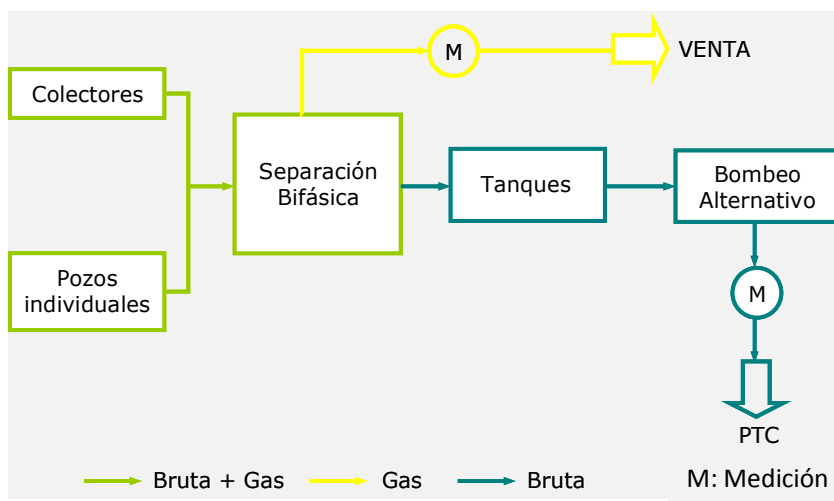 M
VENTA
Colectores
Separación
Bifásica
Tanques
Bombeo
Alternativo
Pozos
individuales
M
PTC
Bruta + Gas
Gas
Bruta
M: Medición